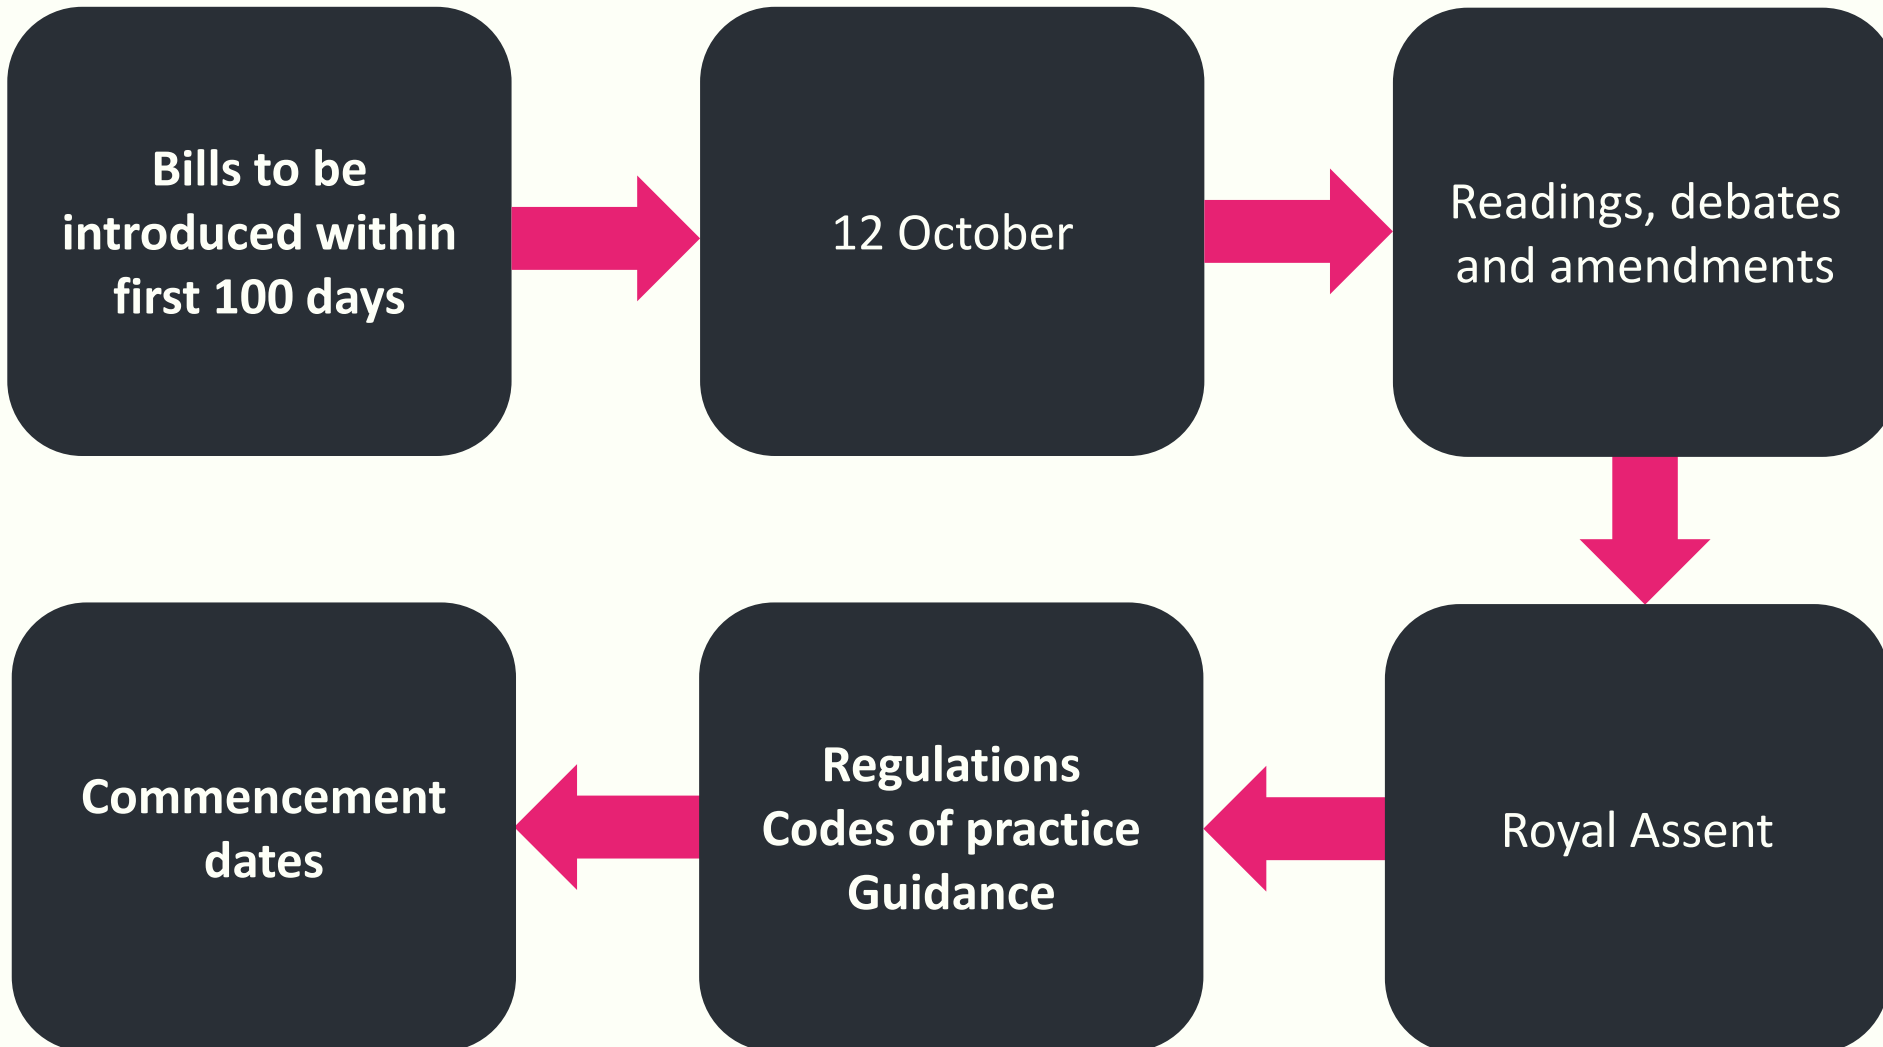 Bills to be
introduced within
first 100 days
12 October
Readings, debates
and amendments
Royal Assent
Regulations
Codes of practice
Guidance
Commencement
dates